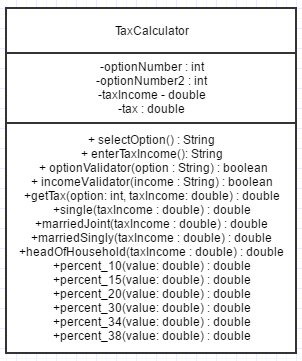 TaxCalculator
-optionNumber : int
-optionNumber2 : int
-taxIncome - double
-tax : double
+ selectOption() : String
+ enterTaxIncome(): String
+ optionValidator(option : String) : boolean
+ incomeValidator(income : String) : boolean
+getTax(option: int, taxIncome: double) : double
+single(taxIncome : double) : double
+marriedJoint(taxIncome : double) : double
+marriedSingly(taxIncome : double) : double
+headOfHousehold(taxIncome : double) : double
+percent_10(value: double) : double
+percent_15(value: double) : double
+percent_20(value: double) : double
+percent_30(value: double) : double
+percent_34(value: double) : double
+percent_38(value: double) : double